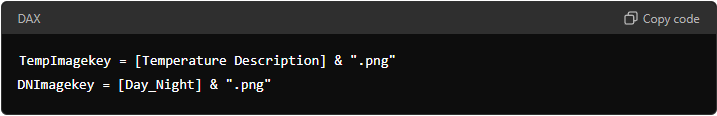 DAX
Copy code
TempImagekey = [Temperature Description] & ".png"
DNImagekey = [Day_Night] & ".png"